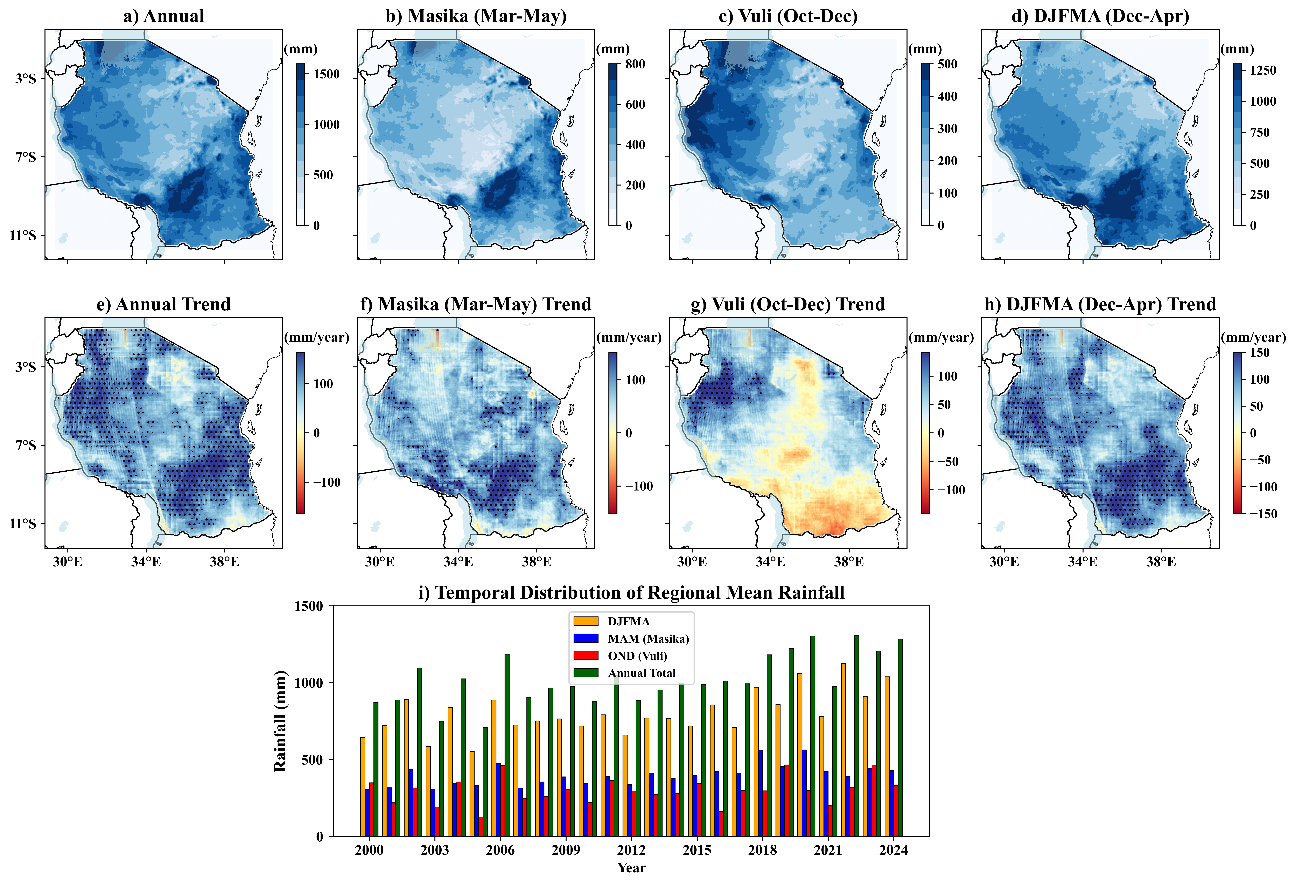 a) Annual
b) Masika (Mar-May)
c) Vuli (Oct-Dec)
d) DJFMA (Dec-Apr)
(mm)
(mm)
(mm)
(mm)
3°S
7°S
11°S
1500
1000
500
0
800
600
400
200
0
500
400
300
200
100
0
1250
1000
750
500
250
0
e) Annual Trend
f) Masika (Mar-May) Trend
g) Vuli (Oct-Dec) Trend
h) DJFMA (Dec-Apr) Trend
(mm/year)
(mm/year)
(mm/year)
(mm/year)
3°S
7°S
11°S
100
0
−100
100
0
−100
100
50
0
−50
−100
150
100
50
0
−50
−100
−150
30°E 34°E 38°E
30°E 34°E 38°E
30°E 34°E 38°E
30°E 34°E 38°E
i) Temporal Distribution of Regional Mean Rainfall
Rainfall (mm)
1500
1000
500
0
DJFMA
MAM (Masika)
OND (Vuli)
Annual Total
2000 2003 2006 2009 2012 2015 2018 2021 2024
Year